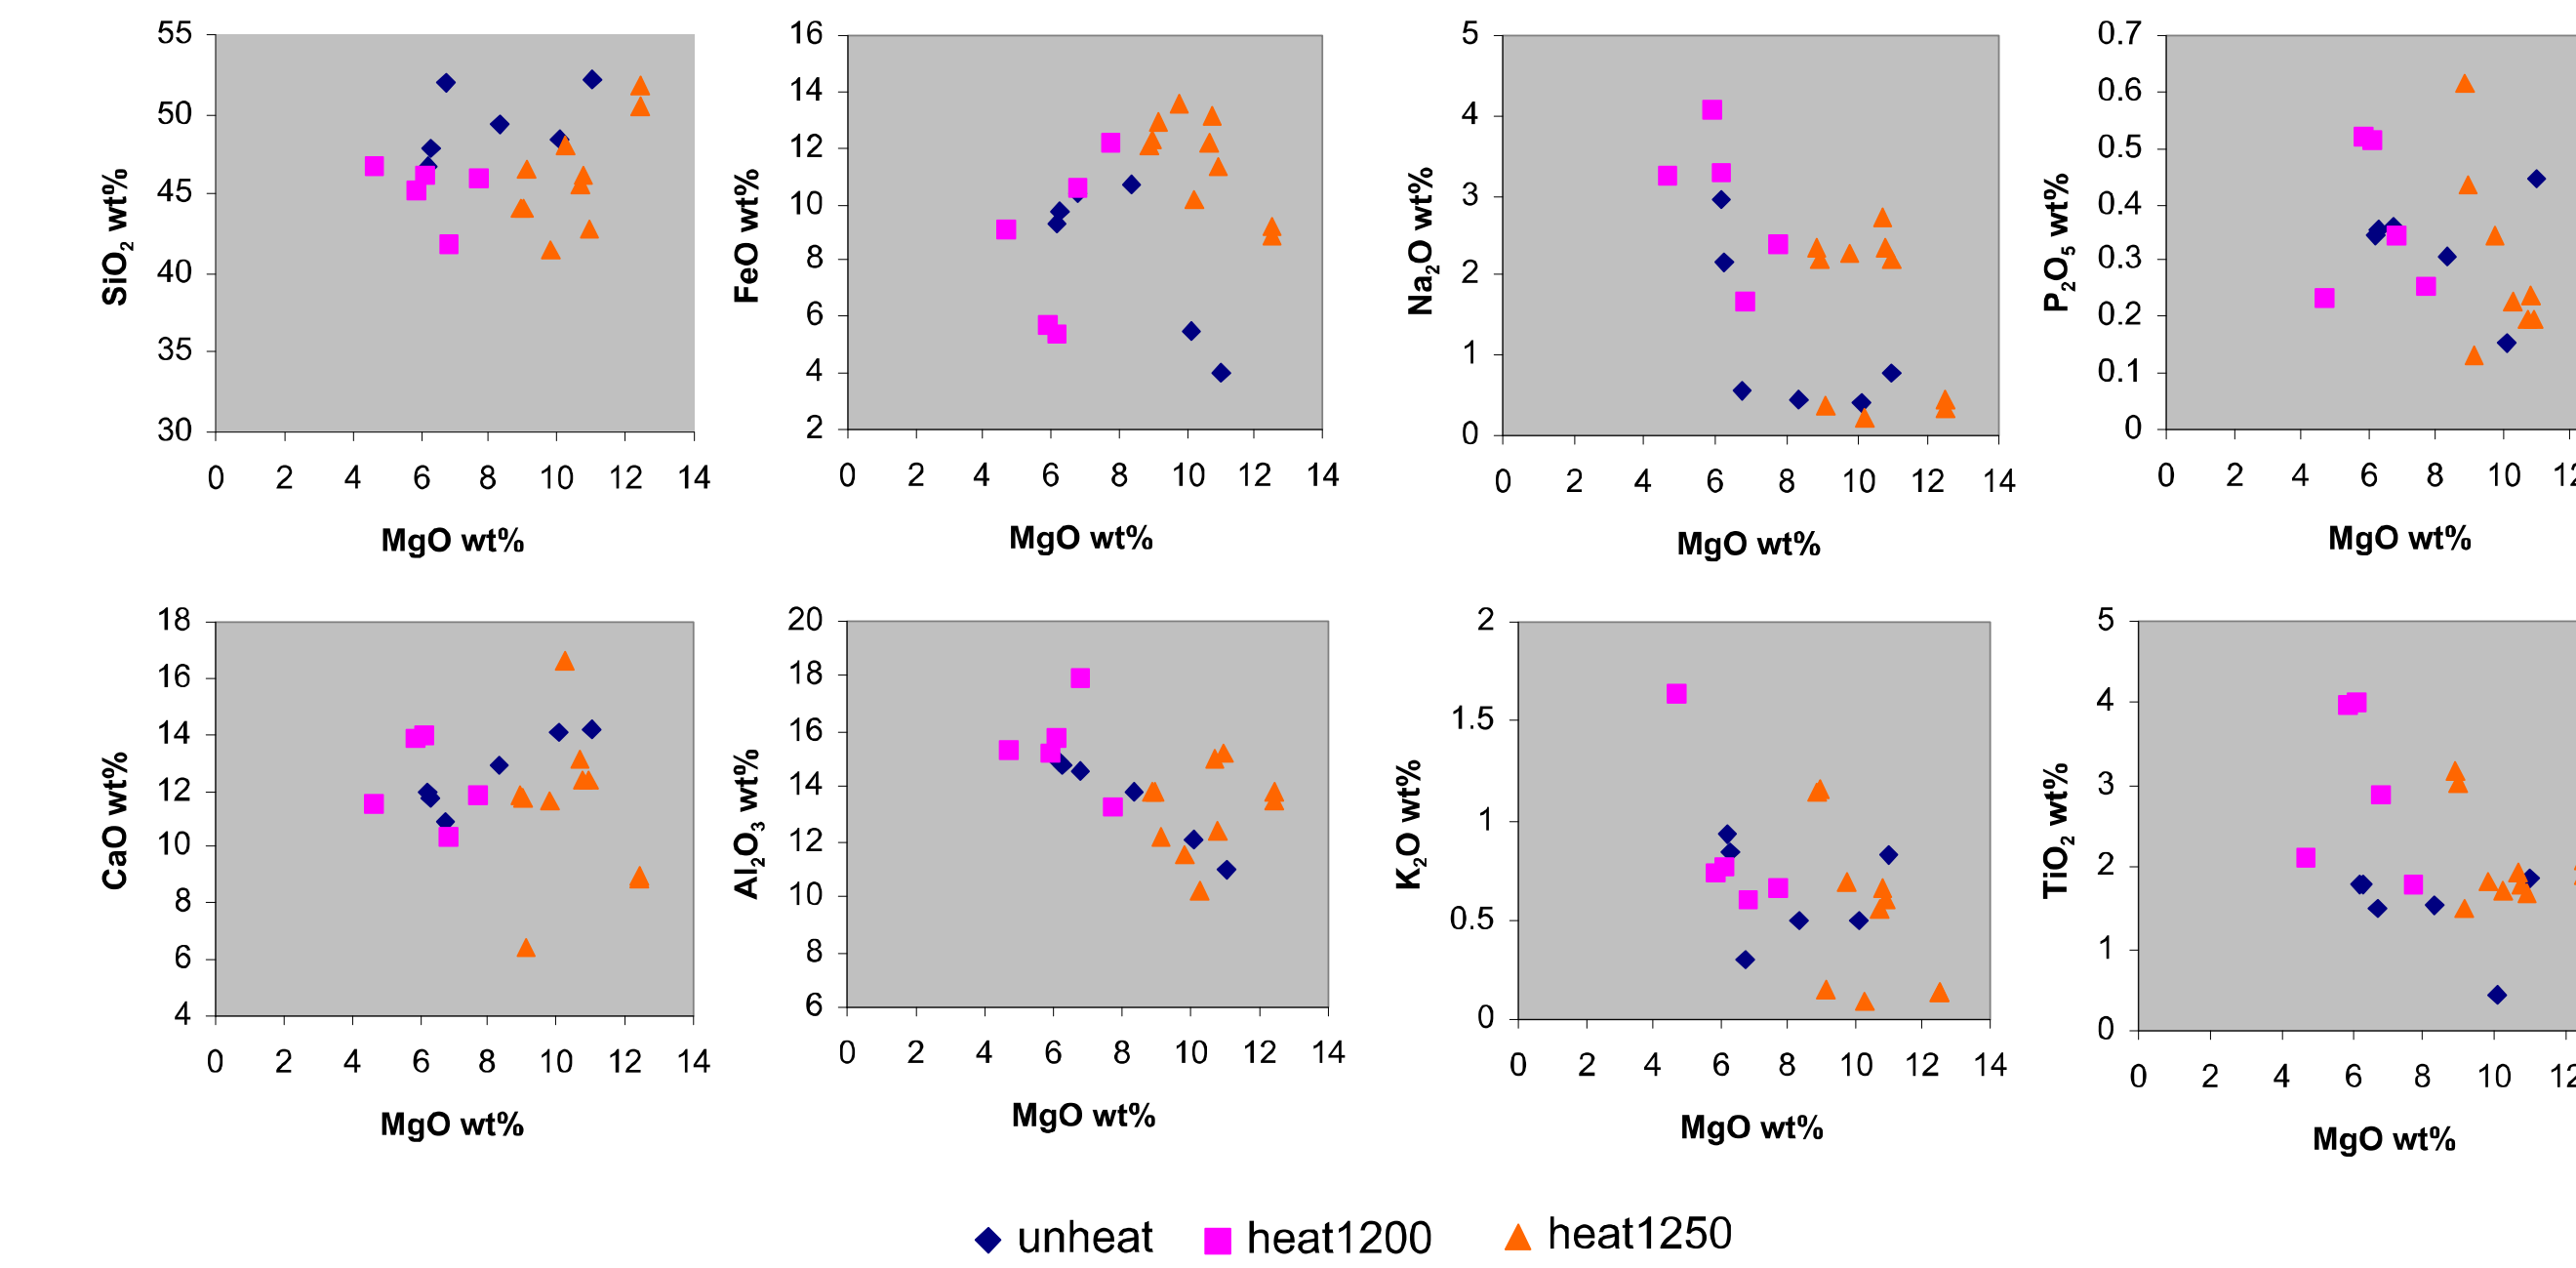 SiO2 wt%
55
50
45
40
35
30
0 2 4 6 8 10 12 14
MgO wt%
FeO wt%
16
14
12
10
8
6
4
2
0 2 4 6 8 10 12 14
MgO wt%
Na2O wt%
5
4
3
2
1
0
0 2 4 6 8 10 12 14
MgO wt%
P2O5 wt%
0.7
0.6
0.5
0.4
0.3
0.2
0.1
0
0 2 4 6 8 10 12
MgO wt%
CaO wt%
18
16
14
12
10
8
6
4
0 2 4 6 8 10 12 14
MgO wt%
Al2O3 wt%
20
18
16
14
12
10
8
6
0 2 4 6 8 10 12 14
MgO wt%
K2O wt%
2
1.5
1
0.5
0
0 2 4 6 8 10 12 14
MgO wt%
TiO2 wt%
5
4
3
2
1
0
0 2 4 6 8 10 12
MgO wt%
unheat heat1200 heat1250